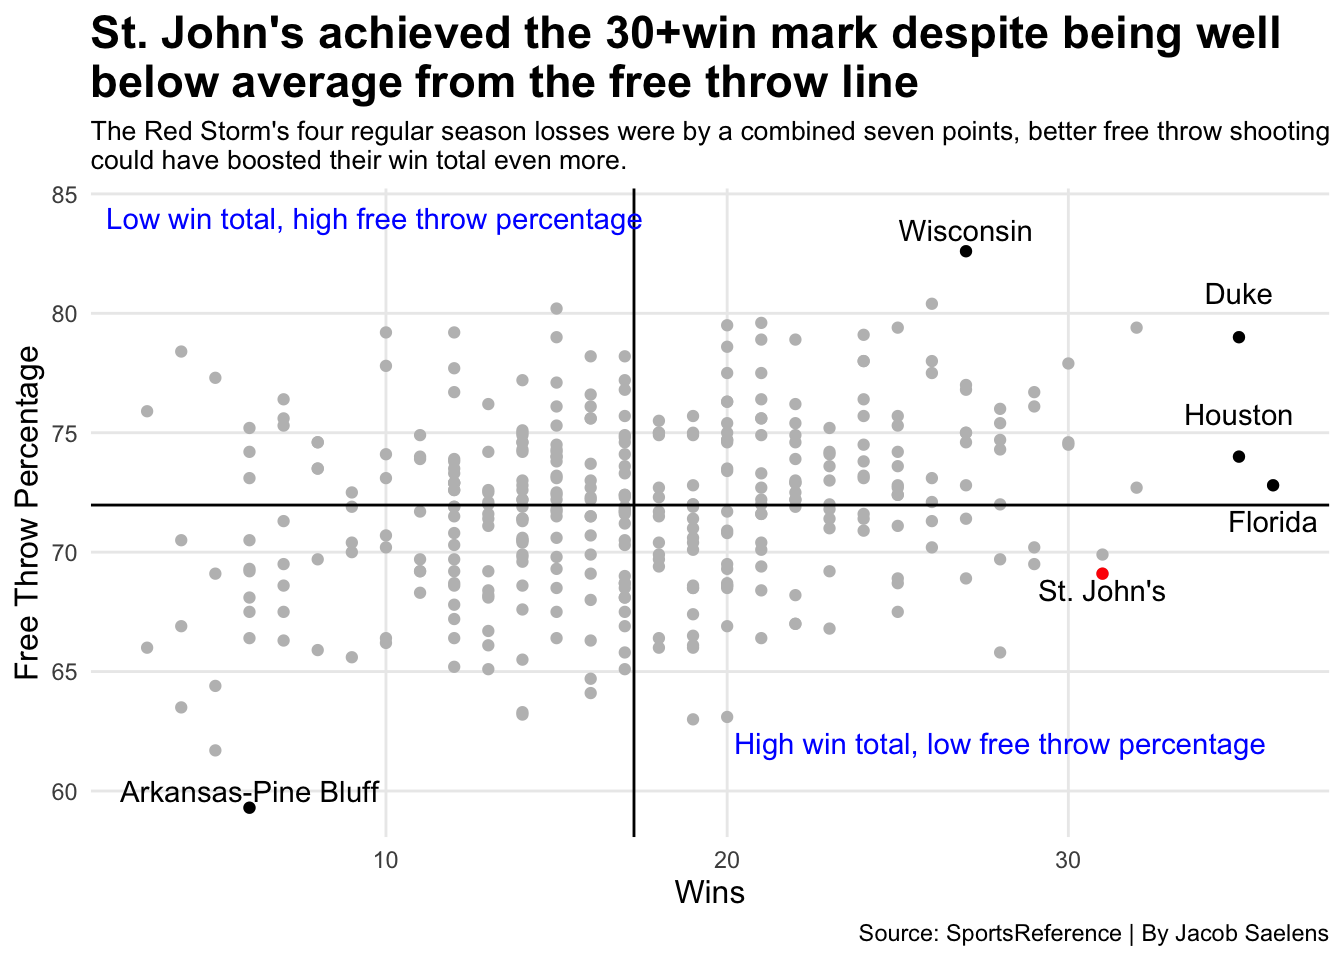 St. John's achieved the 30+win mark despite being well
below average from the free throw line
The Red Storm's four regular season losses were by a combined seven points, better free throw shooting
could have boosted their win total even more.
85
Low win total, high free throw percentage
Wisconsin
Duke
80
Houston
75
Florida
70
St. John's
65
High win total, low free throw percentage
60
Arkansas-Pine Bluff
Free Throw Percentage
10
20
30
Wins
Source: SportsReference | By Jacob Saelens